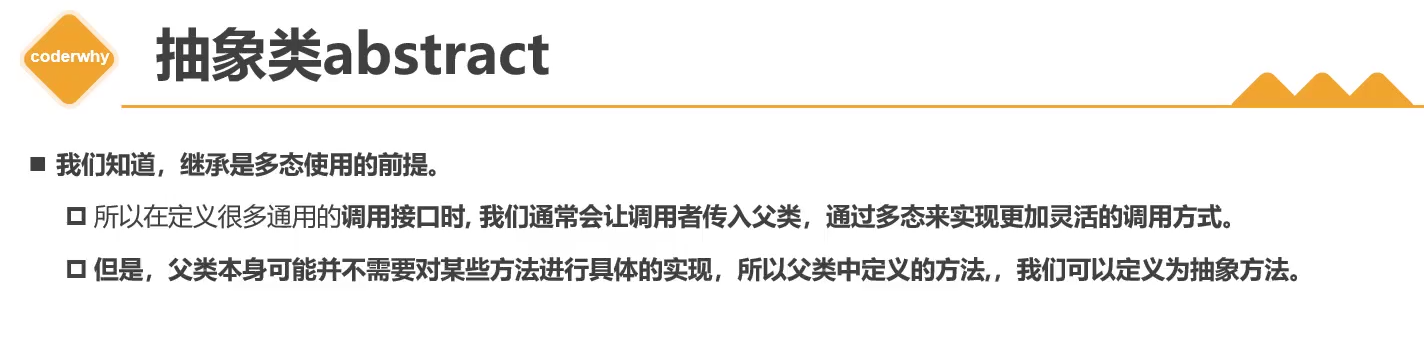 coderwhy
抽象类abstract
我们知道，继承是多态使用的前提。
所以在定义很多通用的调用接口时, 我们通常会让调用者传入父类，通过多态来实现更加灵活的调用方式。
但是，父类本身可能并不需要对某些方法进行具体的实现，所以父类中定义的方法,，我们可以定义为抽象方法。